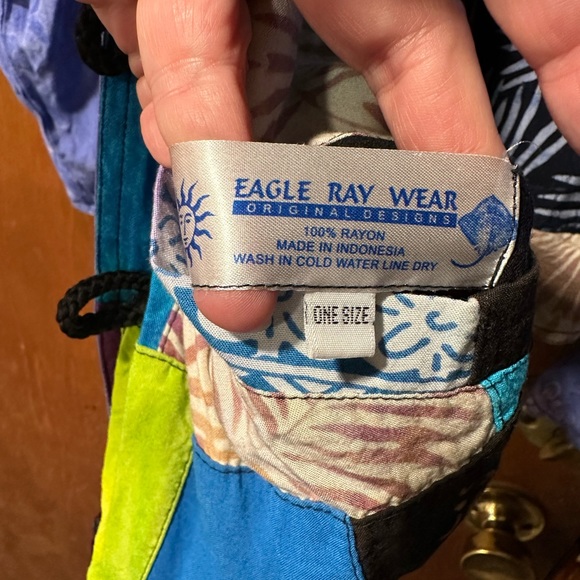 EAGLE RAY WEAR
ORIGINAL DESIGNS
100% RAYON
MADE IN INDONESIA
WASH IN COLD WATER LINE DRY
ONE SIZE